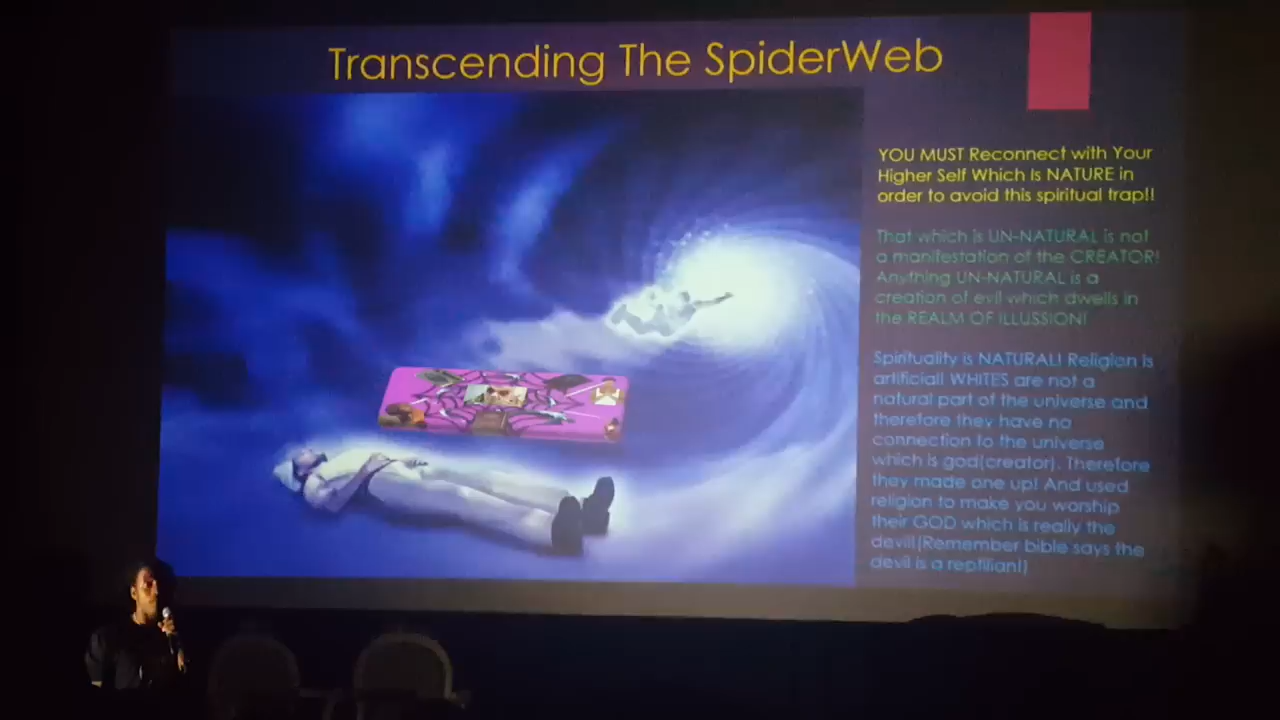 Transcending The SpiderWeb
YOU MUST Reconnect with Your
Higher Self Which Is NATURE in
order to avoid this spiritual trap!!
That which is UN-NATURAL is not
a manifestation of the CREATOR!
Anything UN-NATURAL is a
creation of evil which dwells in
the REALM OF ILLUSSION!
Spirituality is NATURAL! Religion is
artificial! WHITES are not a
natural part of the universe and
therefore they have no
connection to the universe
which is god(creator). Therefore
they made one up! And used
religion to make you worship
their GOD which is really the
devil!(Remember bible says the
devil is a reptilian!)